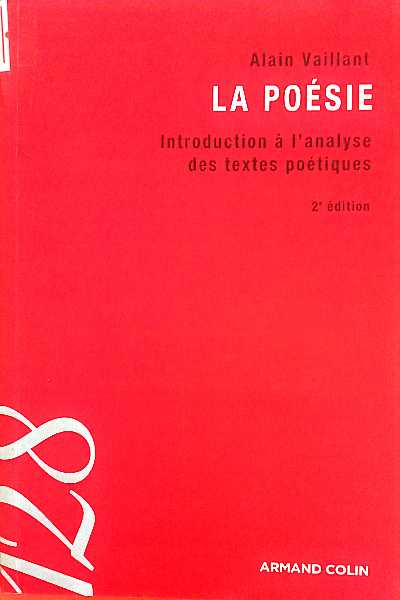 Alain Vaillant
LA POÉSIE
Introduction à l'analyse
des textes poétiques
2e édition
128
ARMAND COLIN